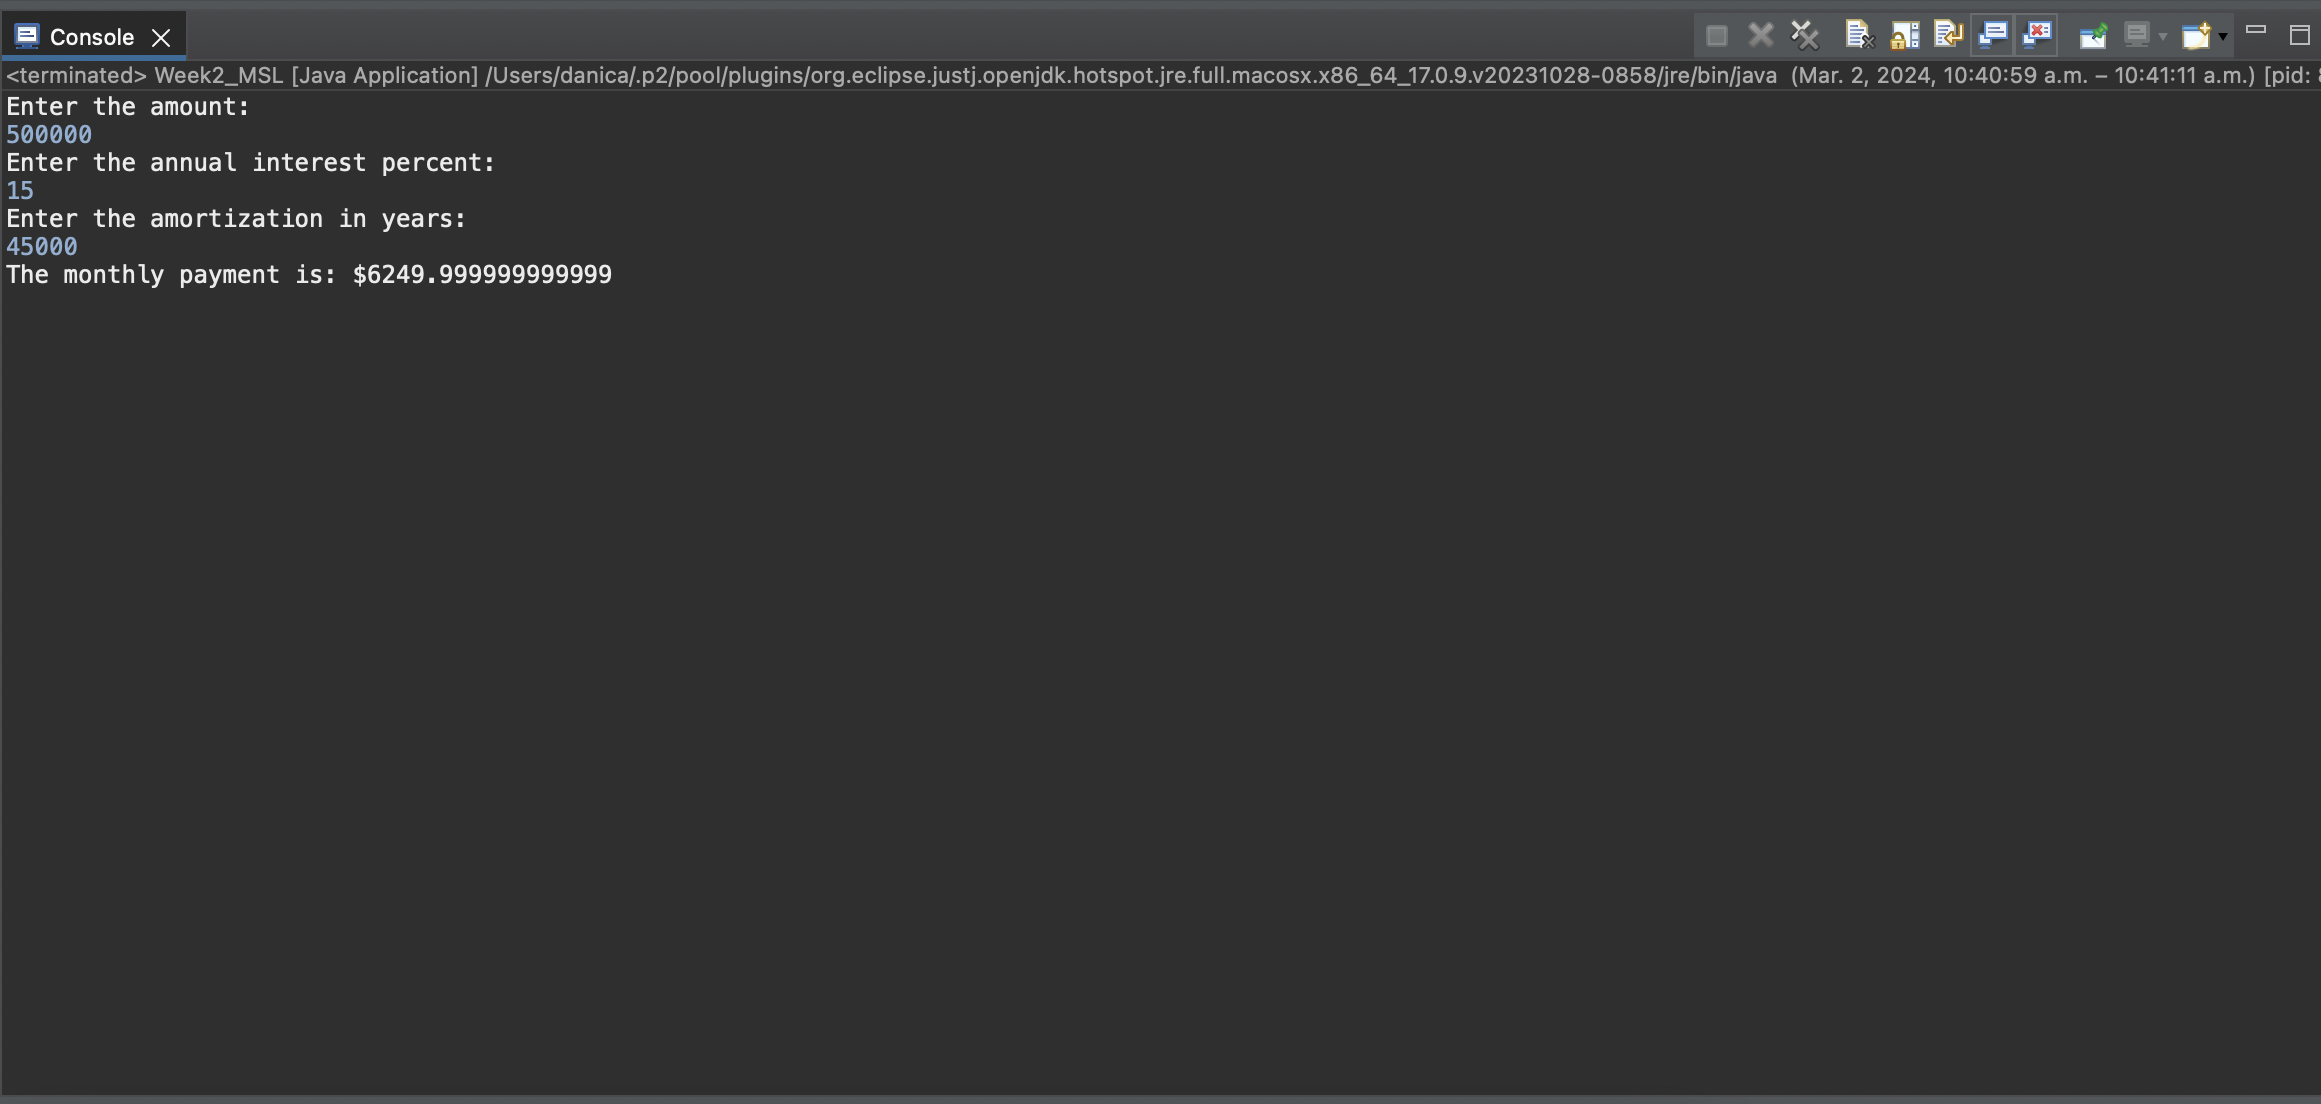 Console
<terminated> Week2_MSL [Java Application] /Users/danica/.p2/pool/plugins/org.eclipse.justj.openjdk.hotspot.jre.full.macosx.x86_64_17.0.9.v20231028-0858/jre/bin/java (Mar. 2, 2024, 10:40:59 a.m. – 10:41:11 a.m.) [pid:
Enter the amount:
500000
Enter the annual interest percent:
15
Enter the amortization in years:
45000
The monthly payment is: $6249.999999999999